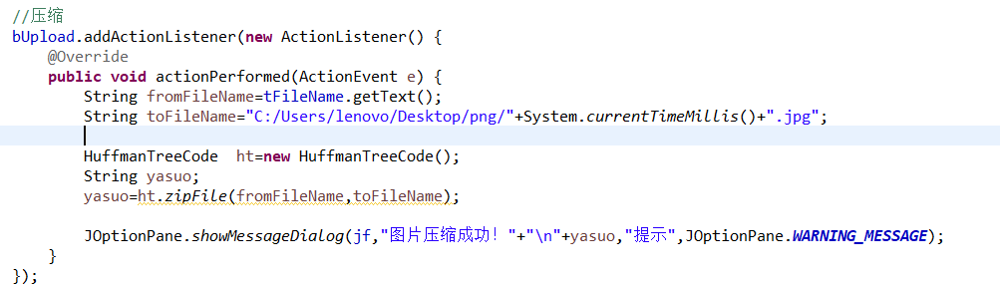 //压缩
bUpload.addActionListener(new ActionListener() {
@Override
public void actionPerformed(ActionEvent e) {
String fromFileName=tFileName.getText();
String toFileName="C:/Users/lenovo/Desktop/png/"+System.currentTimeMillis()+".jpg";
HuffmanTreeCode  ht=new HuffmanTreeCode();
String yasuo;
yasuo=ht.zipFile(fromFileName,toFileName);
JOptionPane.showMessageDialog(jf,"图片压缩成功！"+"\n"+yasuo,"提示",JOptionPane.WARNING_MESSAGE);
}
});